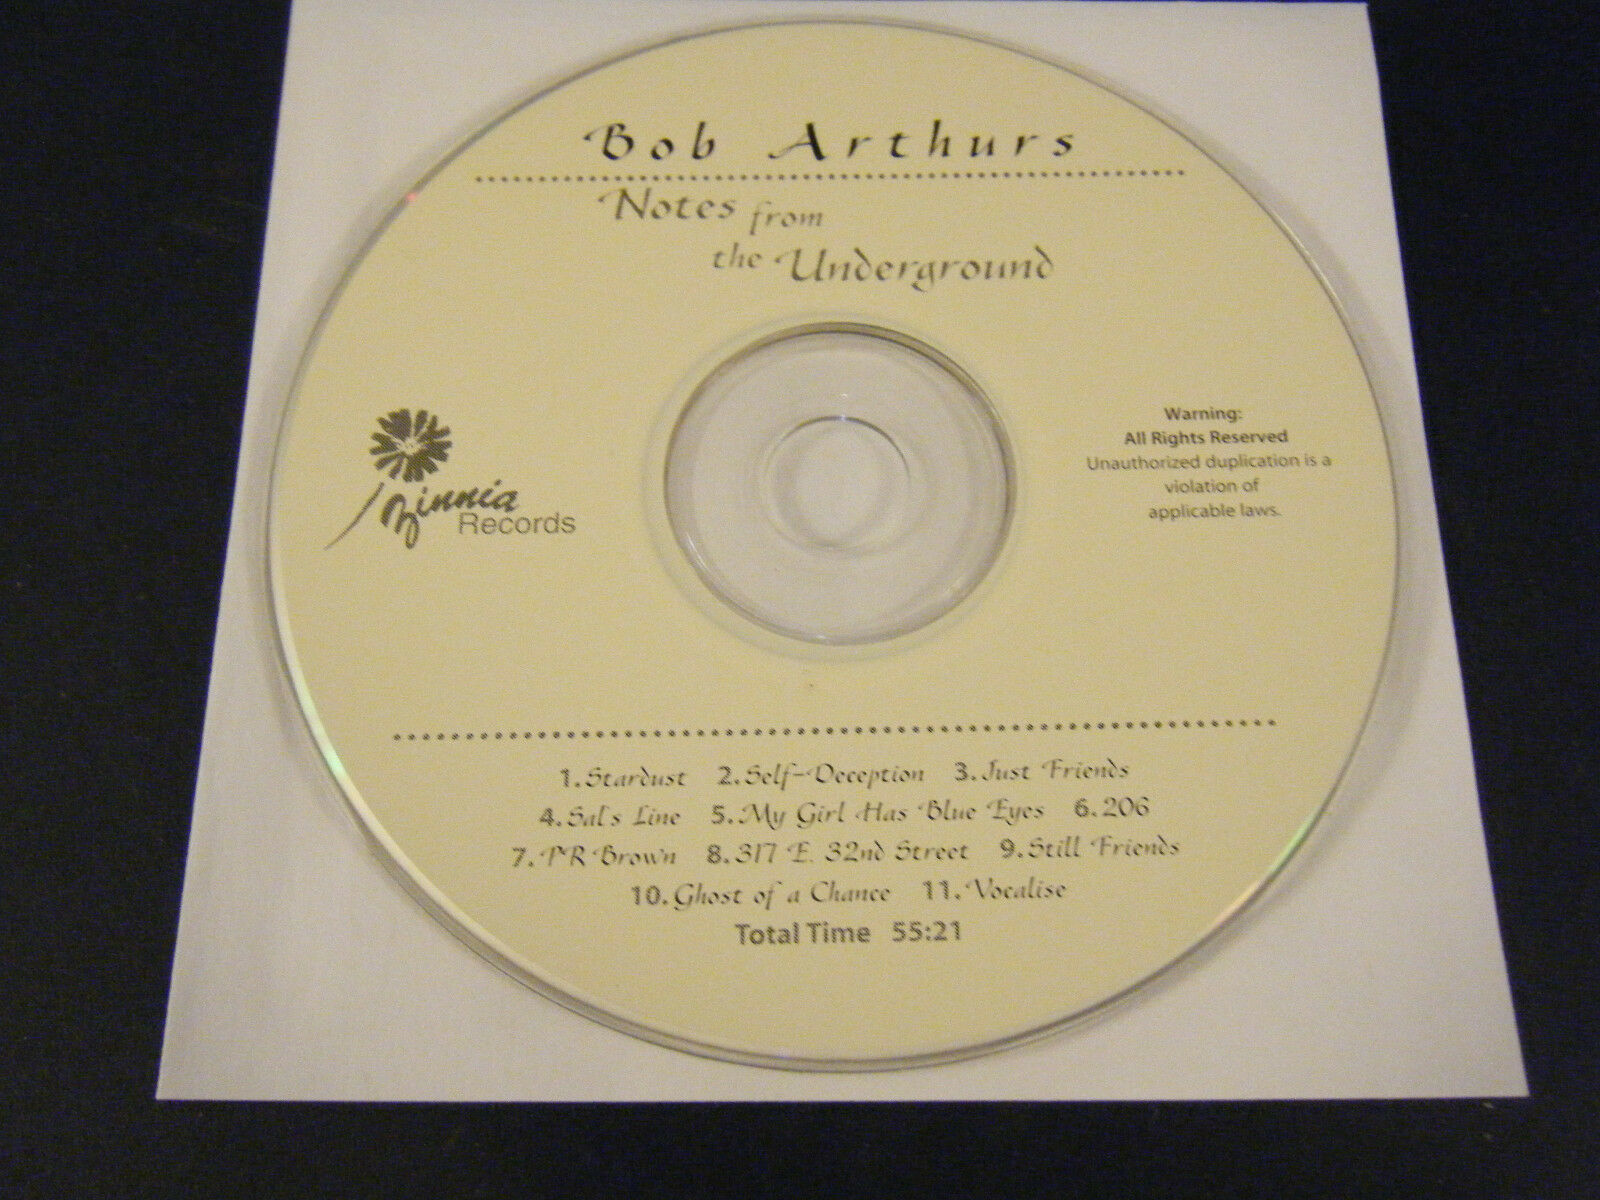 Bob Arthurs
Notes from
the Underground
Zinnia
Records
Warning:
All Rights Reserved
Unauthorized duplication is a
violation of
applicable laws.
1. Stardust 2. Self-Deception 3. Just Friends
4. Sal's Line 5. My Girl Has Blue Eyes 6. 206
7. PR Brown 8. 317 E. 32nd Street 9. Still Friends
10. Ghost of a Chance 11. Vocalise
Total Time 55:21